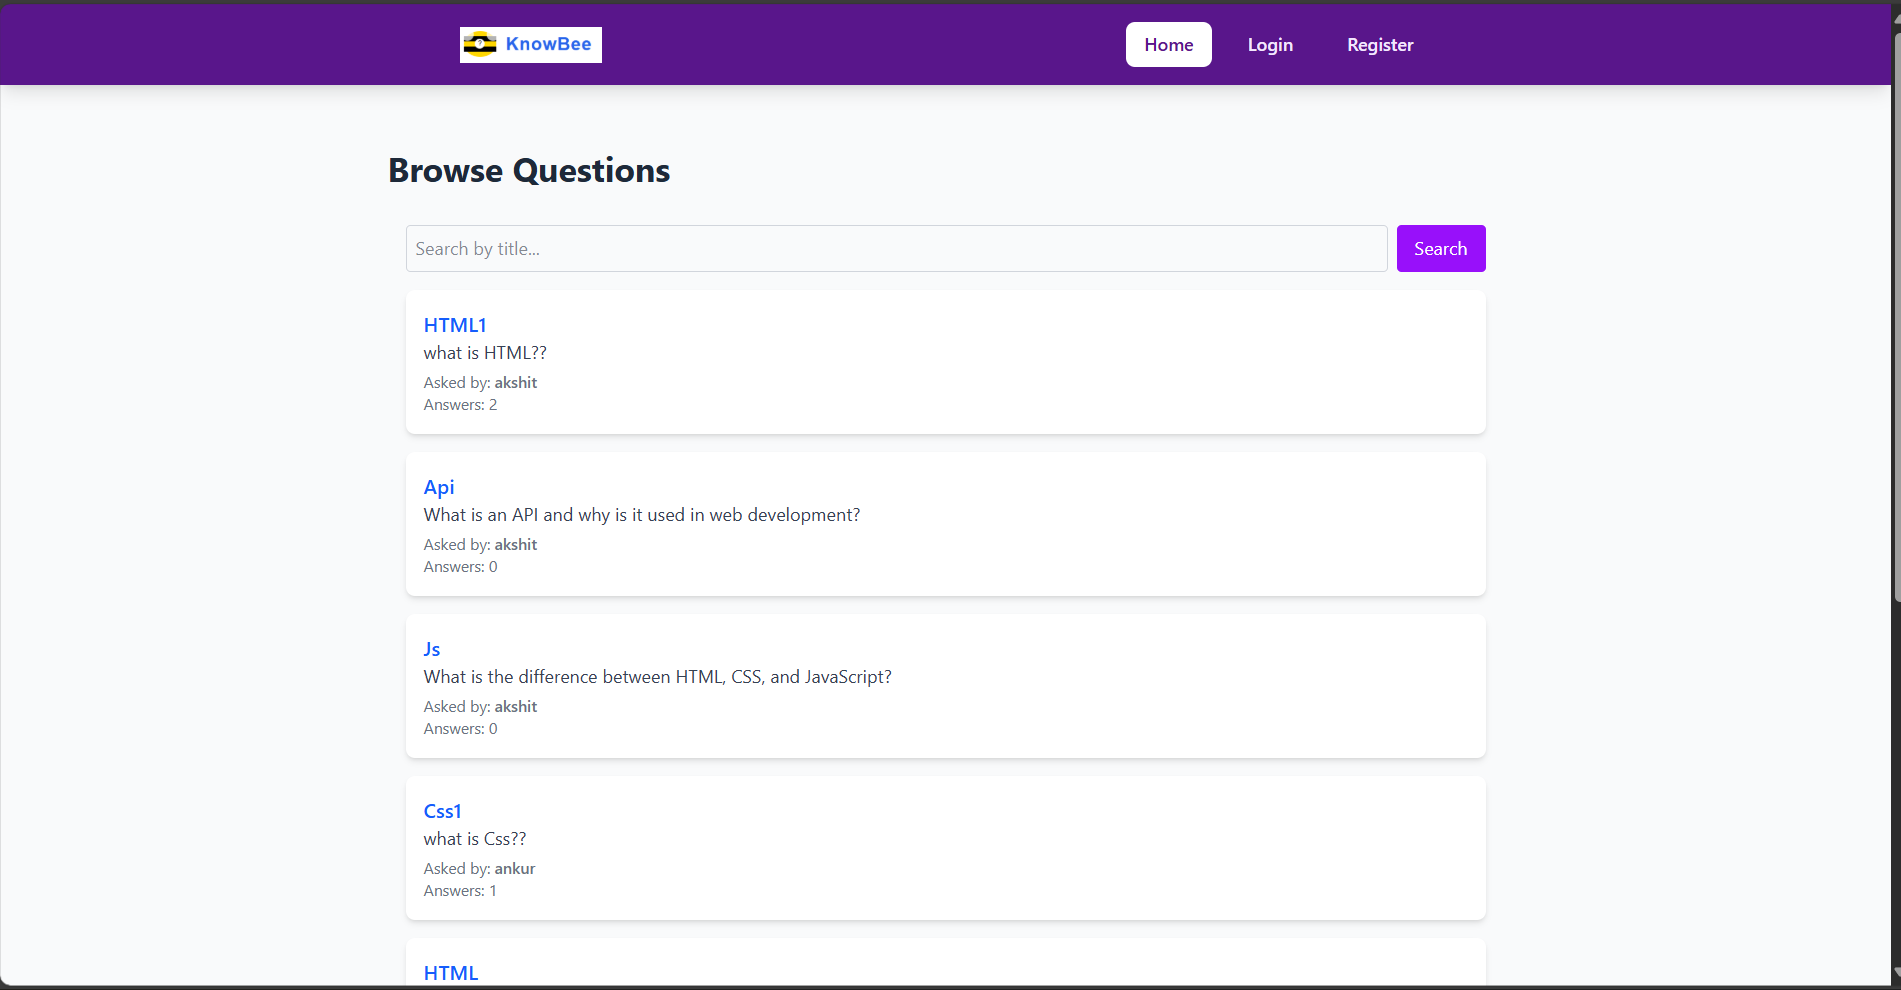 KnowBee
Home
Login
Register
Browse Questions
Search by title...
Search
HTML1
what is HTML??
Asked by: akshit
Answers: 2
Api
What is an API and why is it used in web development?
Asked by: akshit
Answers: 0
Js
What is the difference between HTML, CSS, and JavaScript?
Asked by: akshit
Answers: 0
Css1
what is Css??
Asked by: ankur
Answers: 1
HTML